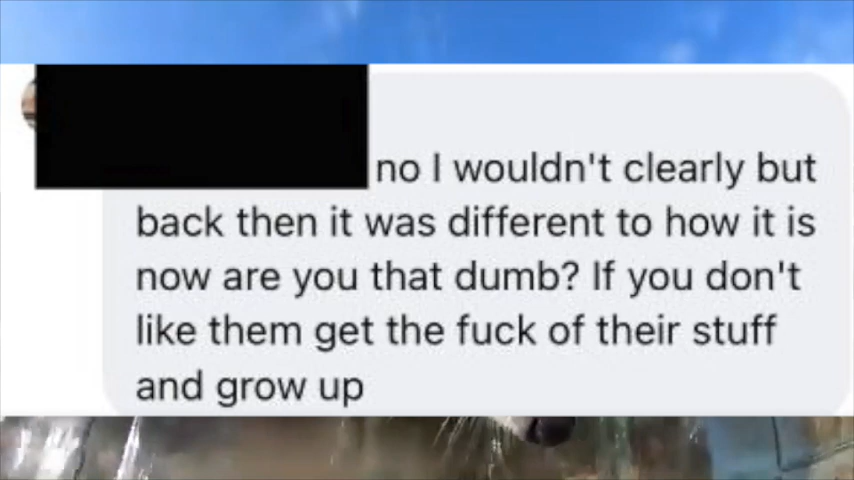 no I wouldn't clearly but
back then it was different to how it is
now are you that dumb? If you don't
like them get the fuck of their stuff
and grow up